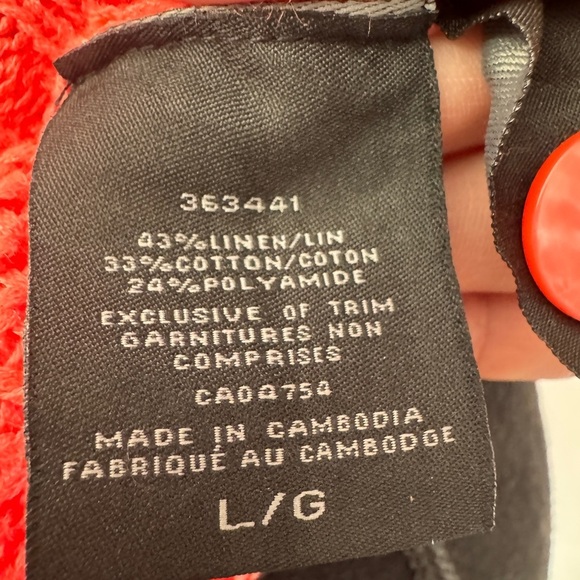 363441
43%LINEN/LIN
33%COTTON/COTON
24%POLYAMIDE
EXCLUSIVE OF TRIM
GARNITURES NON
COMPRISES
CA04754
MADE IN CAMBODIA
FABRIQUÉ AU CAMBODGE
L/G